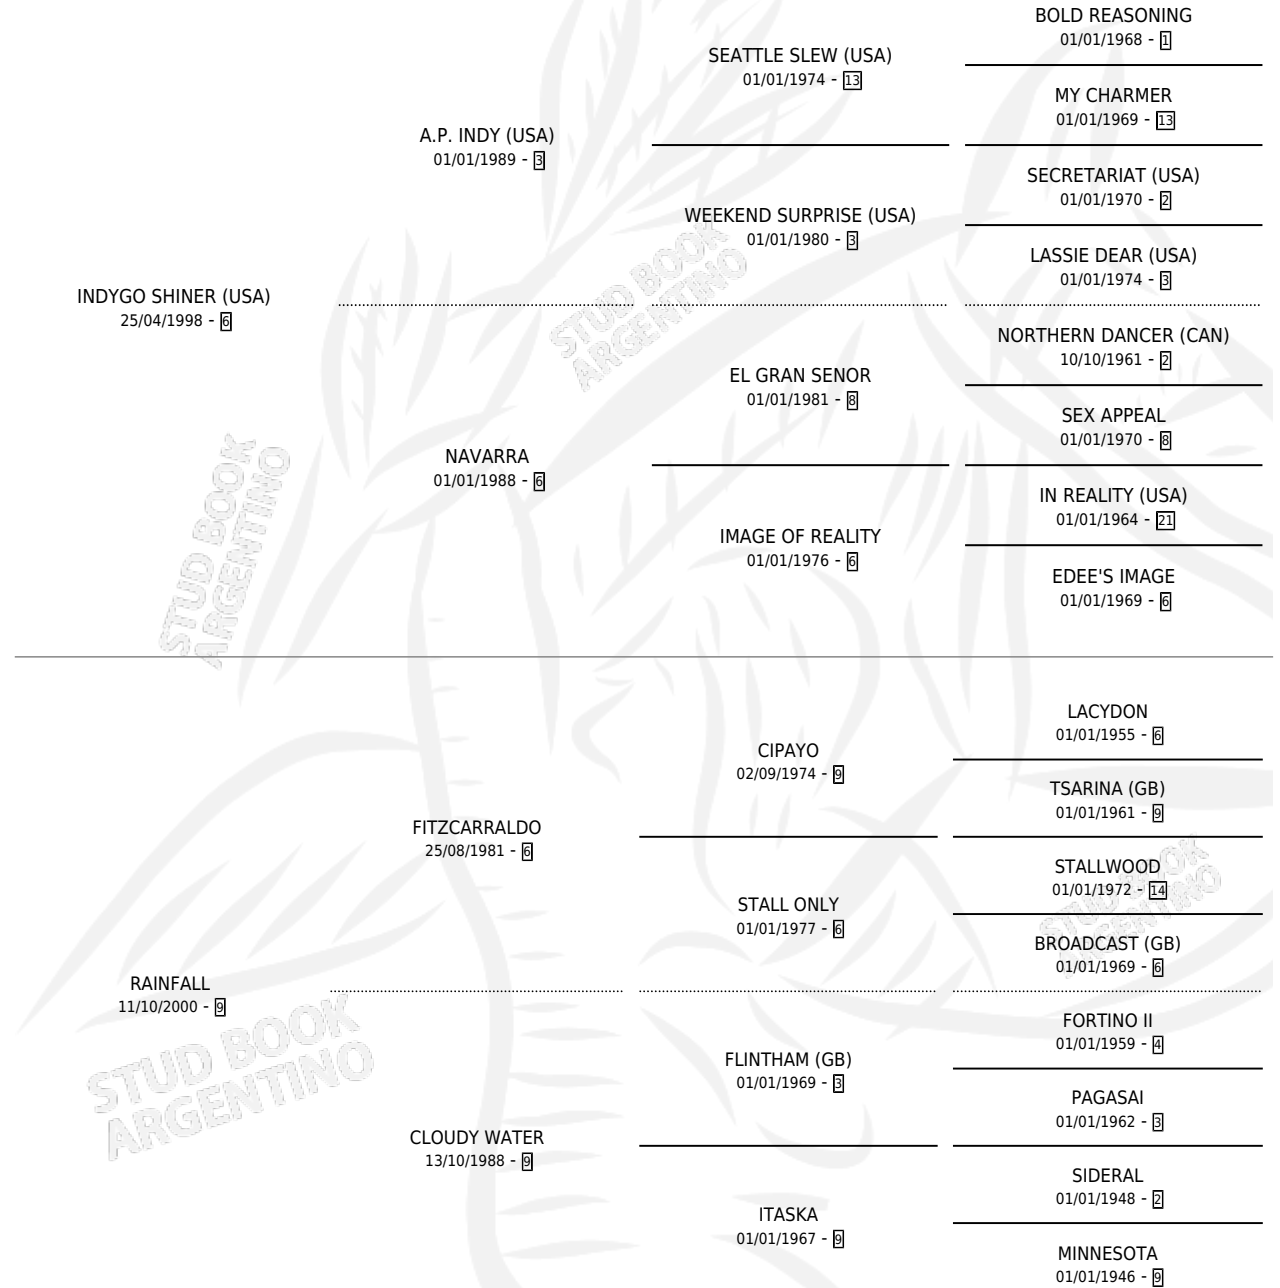 BOLD REASONING
01/01/1968 - 1
SEATTLE SLEW (USA)
01/01/1974 - 13
MY CHARMER
01/01/1969 - 13
A.P. INDY (USA)
01/01/1989 - 3
SECRETARIAT (USA)
01/01/1970 - 2
WEEKEND SURPRISE (USA)
01/01/1980 - 3
LASSIE DEAR (USA)
01/01/1974 - 3
INDYGO SHINER (USA)
25/04/1998 - 6
NORTHERN DANCER (CAN)
10/10/1961 - 2
EL GRAN SENOR
01/01/1981 - 8
SEX APPEAL
01/01/1970 - 8
NAVARRA
01/01/1988 - 6
IN REALITY (USA)
01/01/1964 - 21
IMAGE OF REALITY
01/01/1976 - 6
EDEE'S IMAGE
01/01/1969 - 6
LACYDON
01/01/1955 - 6
CIPAYO
02/09/1974 - 9
TSARINA (GB)
01/01/1961 - 9
FITZCARRALDO
25/08/1981 - 6
STALLWOOD
01/01/1972 - 14
STALL ONLY
01/01/1977 - 6
BROADCAST (GB)
01/01/1969 - 6
RAINFALL
11/10/2000 - 9
FORTINO II
01/01/1959 - 4
FLINTHAM (GB)
01/01/1969 - 3
PAGASAI
01/01/1962 - 3
CLOUDY WATER
13/10/1988 - 9
SIDERAL
01/01/1948 - 2
ITASKA
01/01/1967 - 9
MINNESOTA
01/01/1946 - 9
STUD BOOK
ARGENTINO
STUD BOOK
ARGENTINO
STUD BOOK
ARGENTINO
STUD BOOK
ARGENTINO